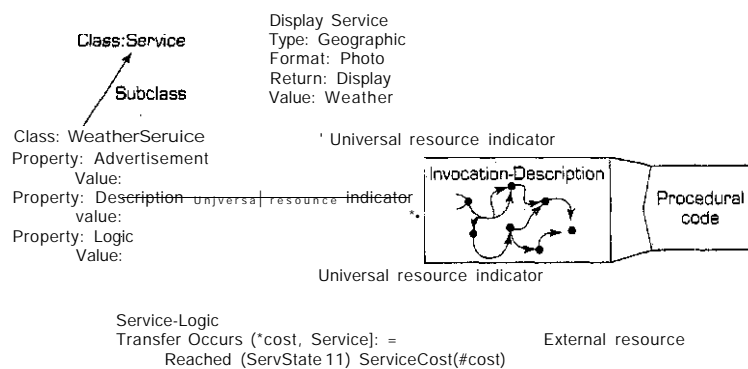 Display Service
Type: Geographic
Format: Photo
Return: Display
Value: Weather
Class:Service
Subclass
Class: WeatherSeruice
Property: Advertisement
Value:
Property: Description Universal resource indicator
value:
Property: Logic
Value:
' Universal resource indicator
Invocation-Description
Procedural
code
Universal resource indicator
Service-Logic
Transfer Occurs (*cost, Service]: =
Reached (ServState 11) ServiceCost(#cost)
External resource